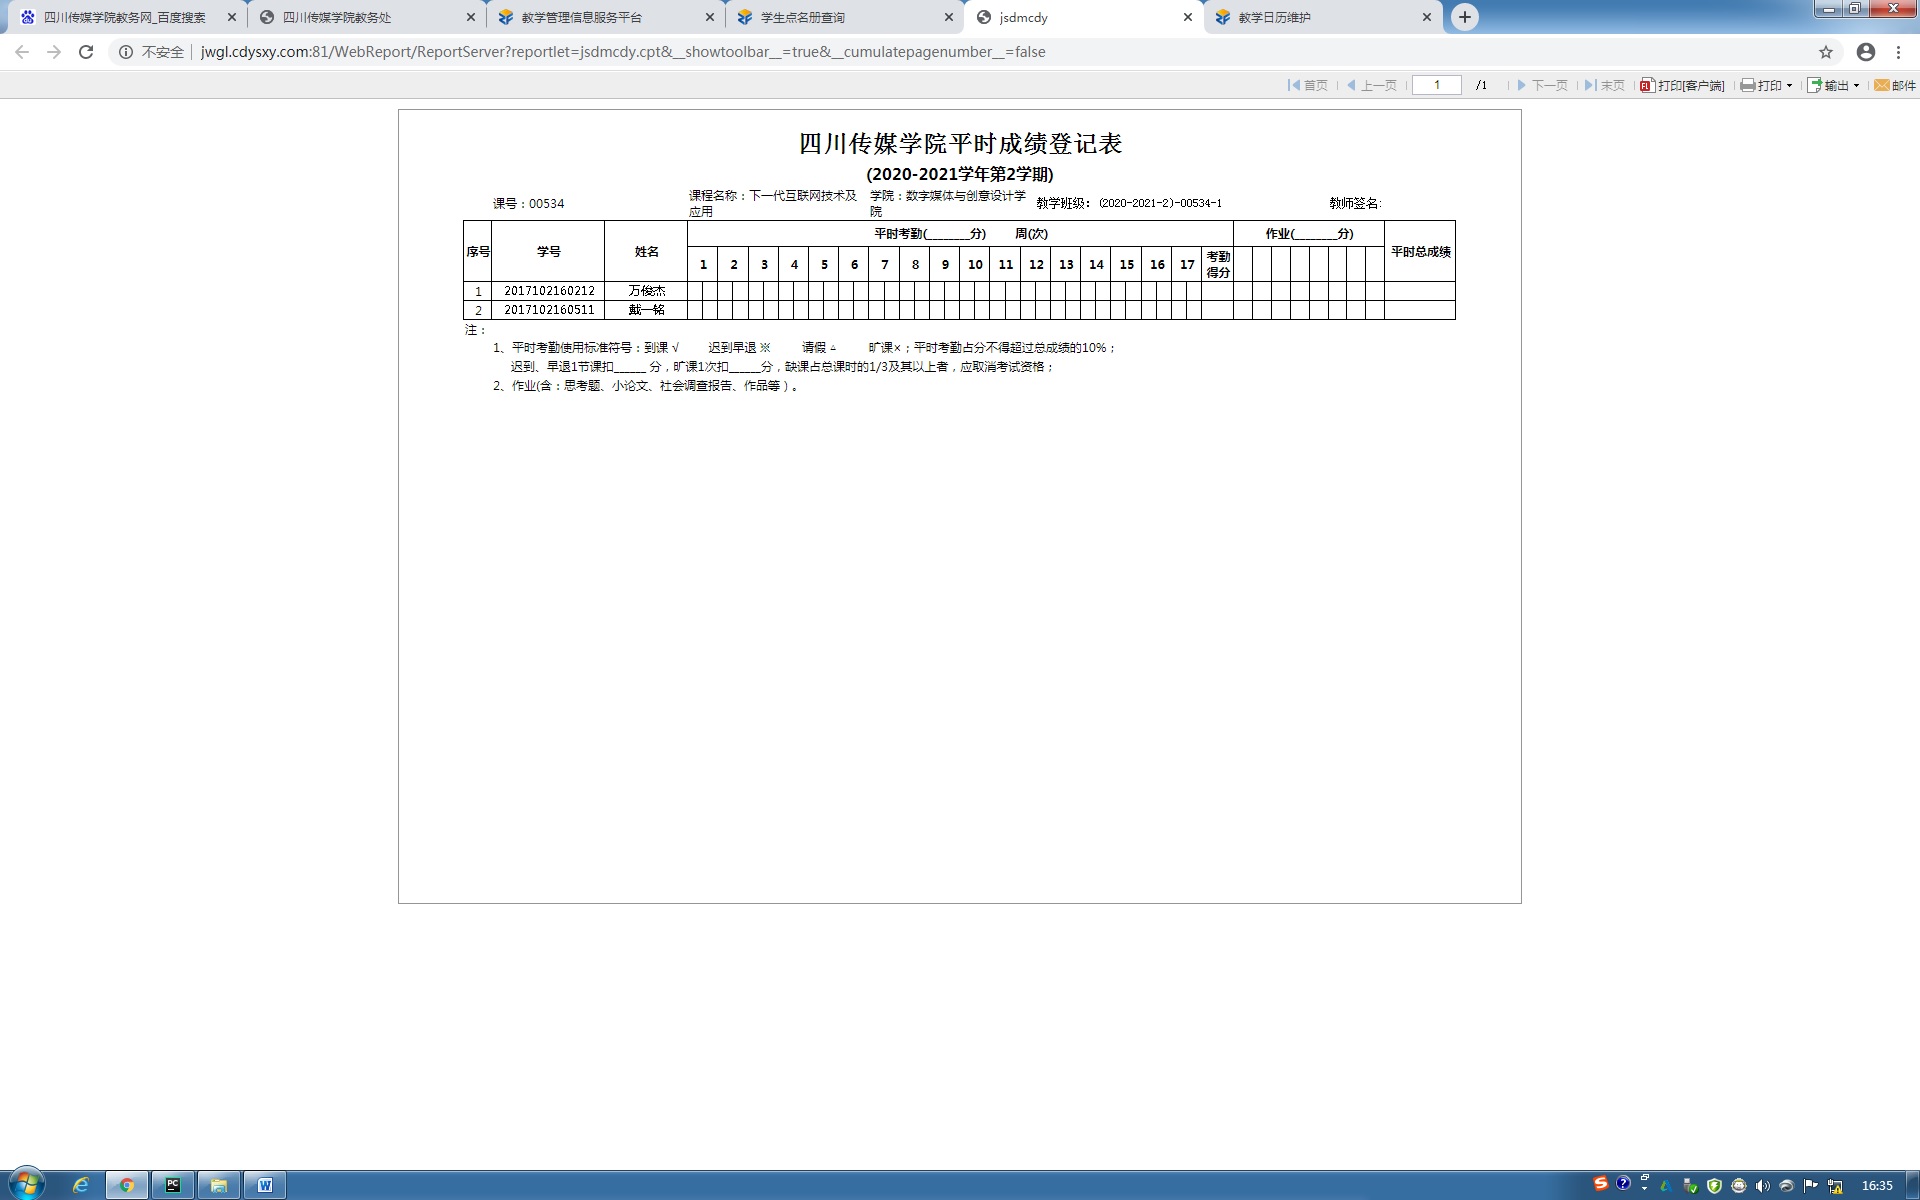 四川传媒学院教务网_百度搜索
四川传媒学院教务处
教学管理信息服务平台
学生点名册查询
jsdmcdy
教学日历维护
不安全
jwgl.cdysxy.com:81/WebReport/ReportServer?reportlet=jsdmcdy.cpt&__showtoolbar__=true&__cumulatepagenumber__=false
首页
上一页
1
/1
下一页
末页
打印[客户端]
打印
输出
邮件
四川传媒学院平时成绩登记表
(2020-2021学年第2学期)
课号：00534
课程名称：下一代互联网技术及
应用
学院：数字媒体与创意设计学
院
教学班级：(2020-2021-2)-00534-1
教师签名:
序号 学号 姓名 平时考勤(_______分) 周(次) 作业(_______分) 平时总成绩
1 2 3 4 5 6 7 8 9 10 11 12 13 14 15 16 17 考勤
得分
1 2017102160212 万俊杰
2 2017102160511 戴一铭
注：
1、平时考勤使用标准符号：到课 √ 迟到早退 ※ 请假 △ 旷课×；平时考勤占分不得超过总成绩的10%；
迟到、早退1节课扣______ 分，旷课1次扣______分，缺课占总课时的1/3及其以上者，应取消考试资格；
2、作业(含：思考题、小论文、社会调查报告、作品等）。
16:35